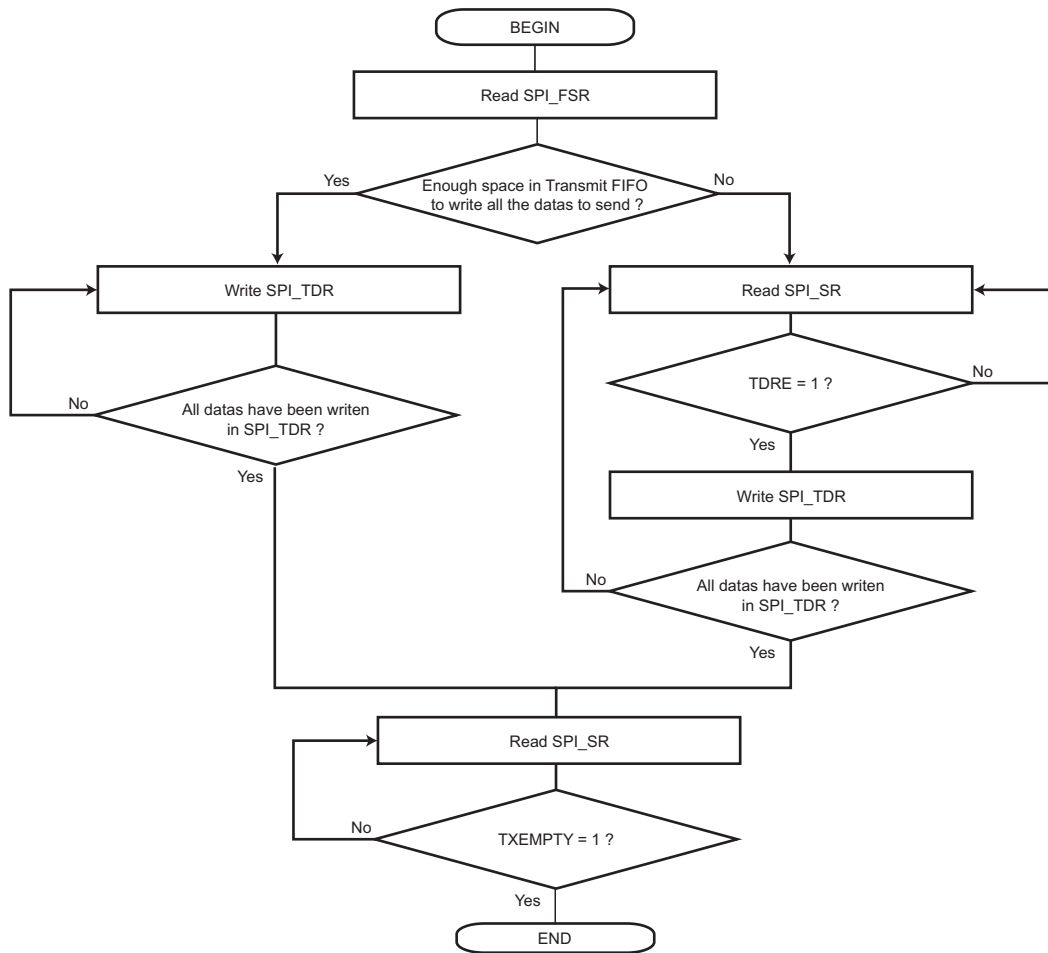 BEGIN
Read SPI_FSR
Yes
No
Enough space in Transmit FIFO
to write all the datas to send ?
Write SPI_TDR
Read SPI_SR
TDRE = 1 ?
No
No
All datas have been writen
in SPI_TDR ?
Yes
Yes
Write SPI_TDR
No
All datas have been writen
in SPI_TDR ?
Yes
Read SPI_SR
No
TXEMPTY = 1 ?
Yes
END